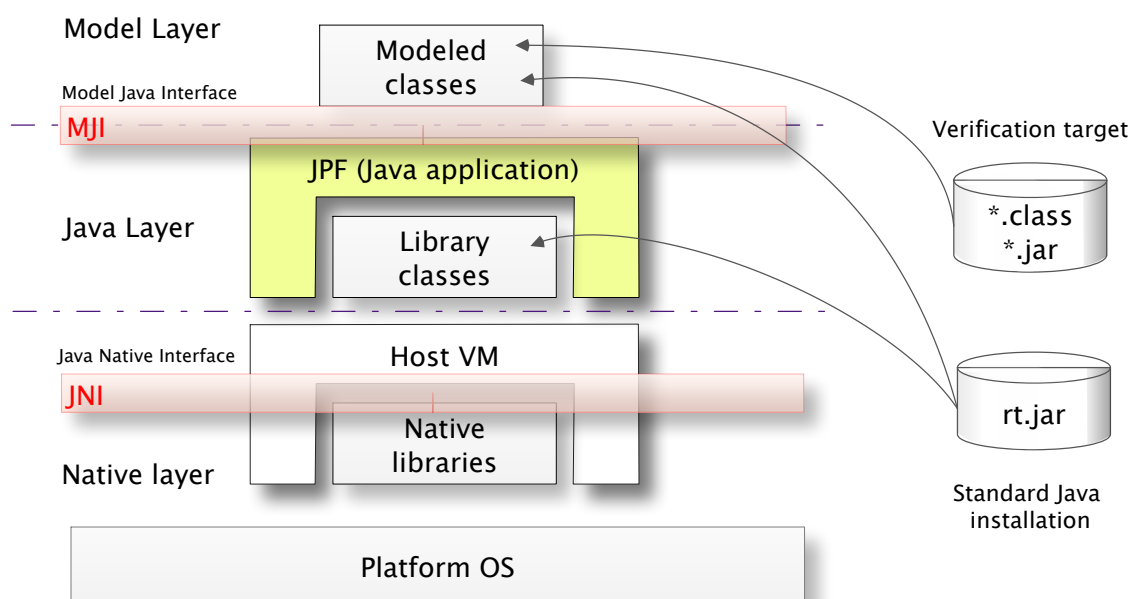 Model Layer
Modeled
classes
Model Java Interface
MJI
Verification target
JPF (Java application)
*.class
*.jar
Java Layer
Library
classes
Java Native Interface
Host VM
JNI
rt.jar
Native
libraries
Native layer
Standard Java
installation
Platform OS